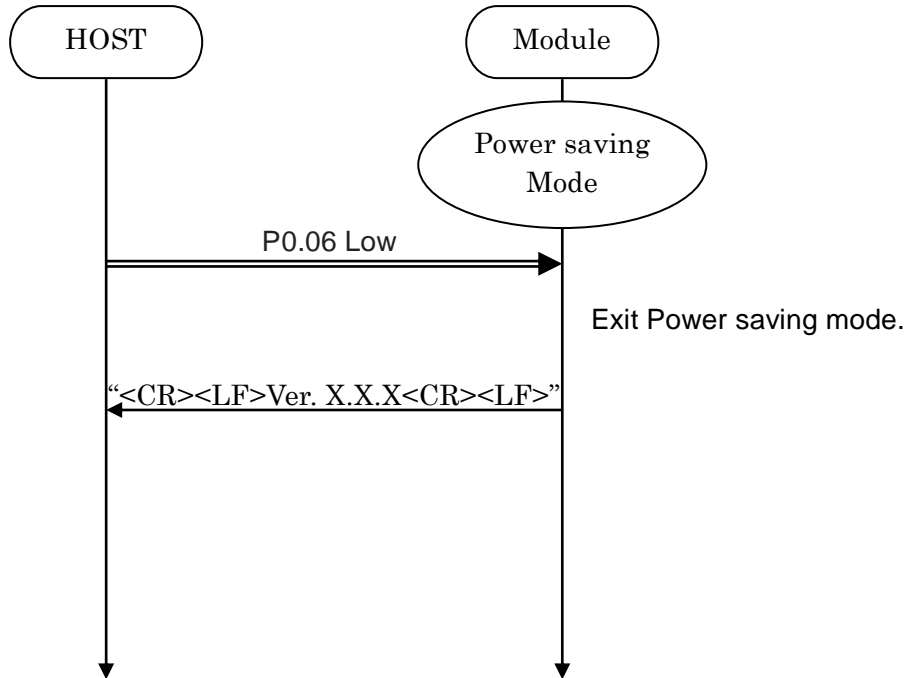 HOST
Module
Power saving
Mode
P0.06 Low
Exit Power saving mode.
“<CR><LF>Ver. X.X.X<CR><LF>”